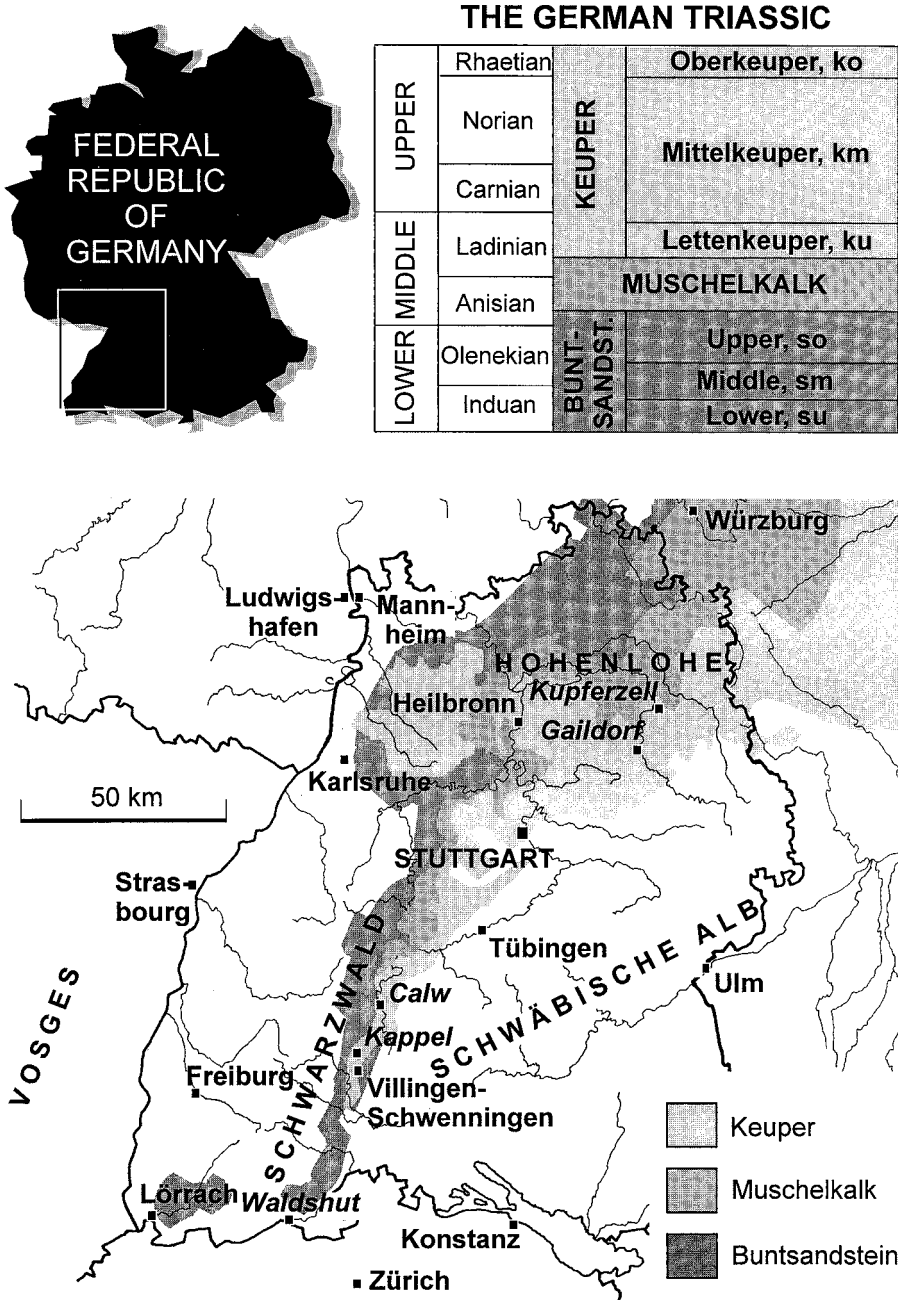 THE GERMAN TRIASSIC
FEDERAL
REPUBLIC
OF
GERMANY
UPPER
MIDDLE
LOWER
Rhaetian
Norian
Carnian
Ladinian
Anisian
Olenekian
Induan
KEUPER
Oberkeuper, ko
Mittelkeuper, km
Lettenkeuper, ku
MUSCHELKALK
BUNT-
SANDST.
Upper, so
Middle, sm
Lower, su
Würzburg
Ludwigs-
hafen
Mann-
heim
HOHENLOHE
Kupferzell
Heilbronn
Gaildorf
Karlsruhe
50 km
STUTTGART
Stras-
bourg
Tübingen
SCHWÄBISCHE ALB
Ulm
SCHWARZWALD
VOSGES
Calw
Kappel
Freiburg
Villingen-
Schwenningen
Lörrach
Waldshut
Konstanz
Zürich
Keuper
Muschelkalk
Buntsandstein